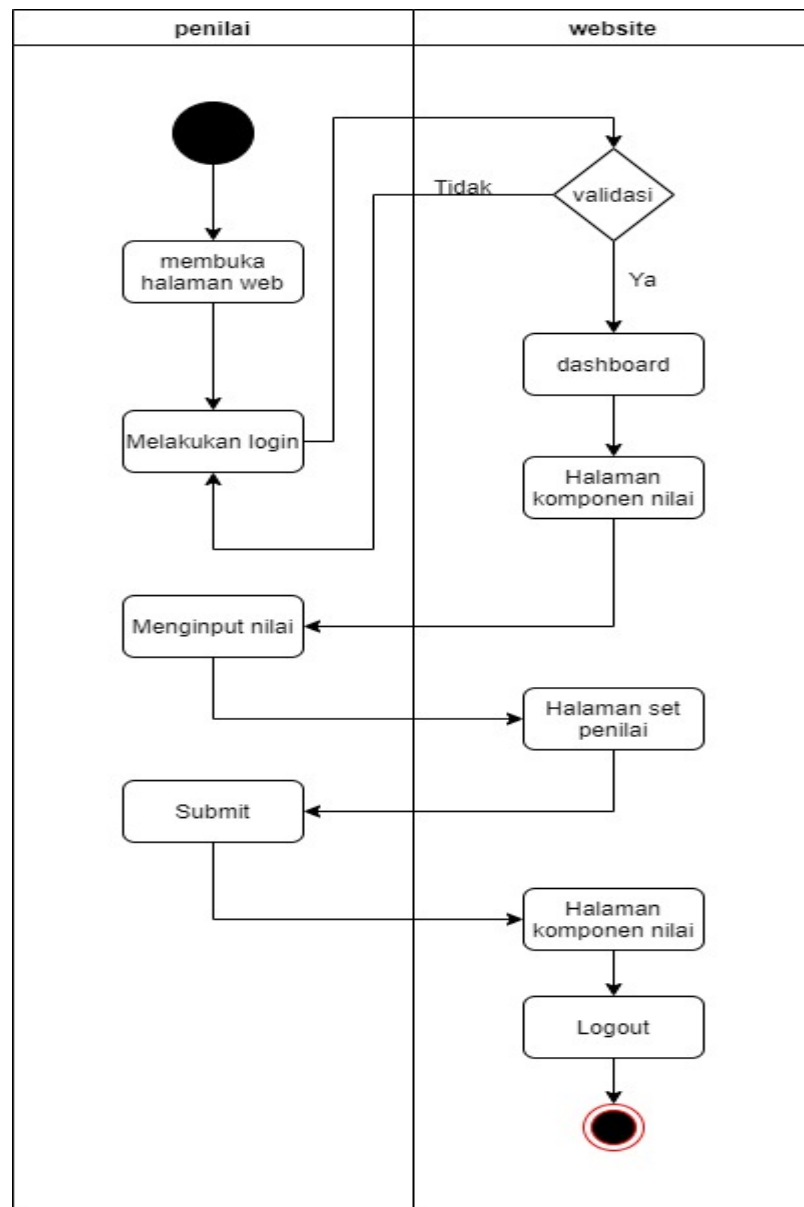 penilai
website
Tidak
validasi
membuka
halaman web
Ya
dashboard
Melakukan login
Halaman
komponen nilai
Menginput nilai
Halaman set
penilai
Submit
Halaman
komponen nilai
Logout